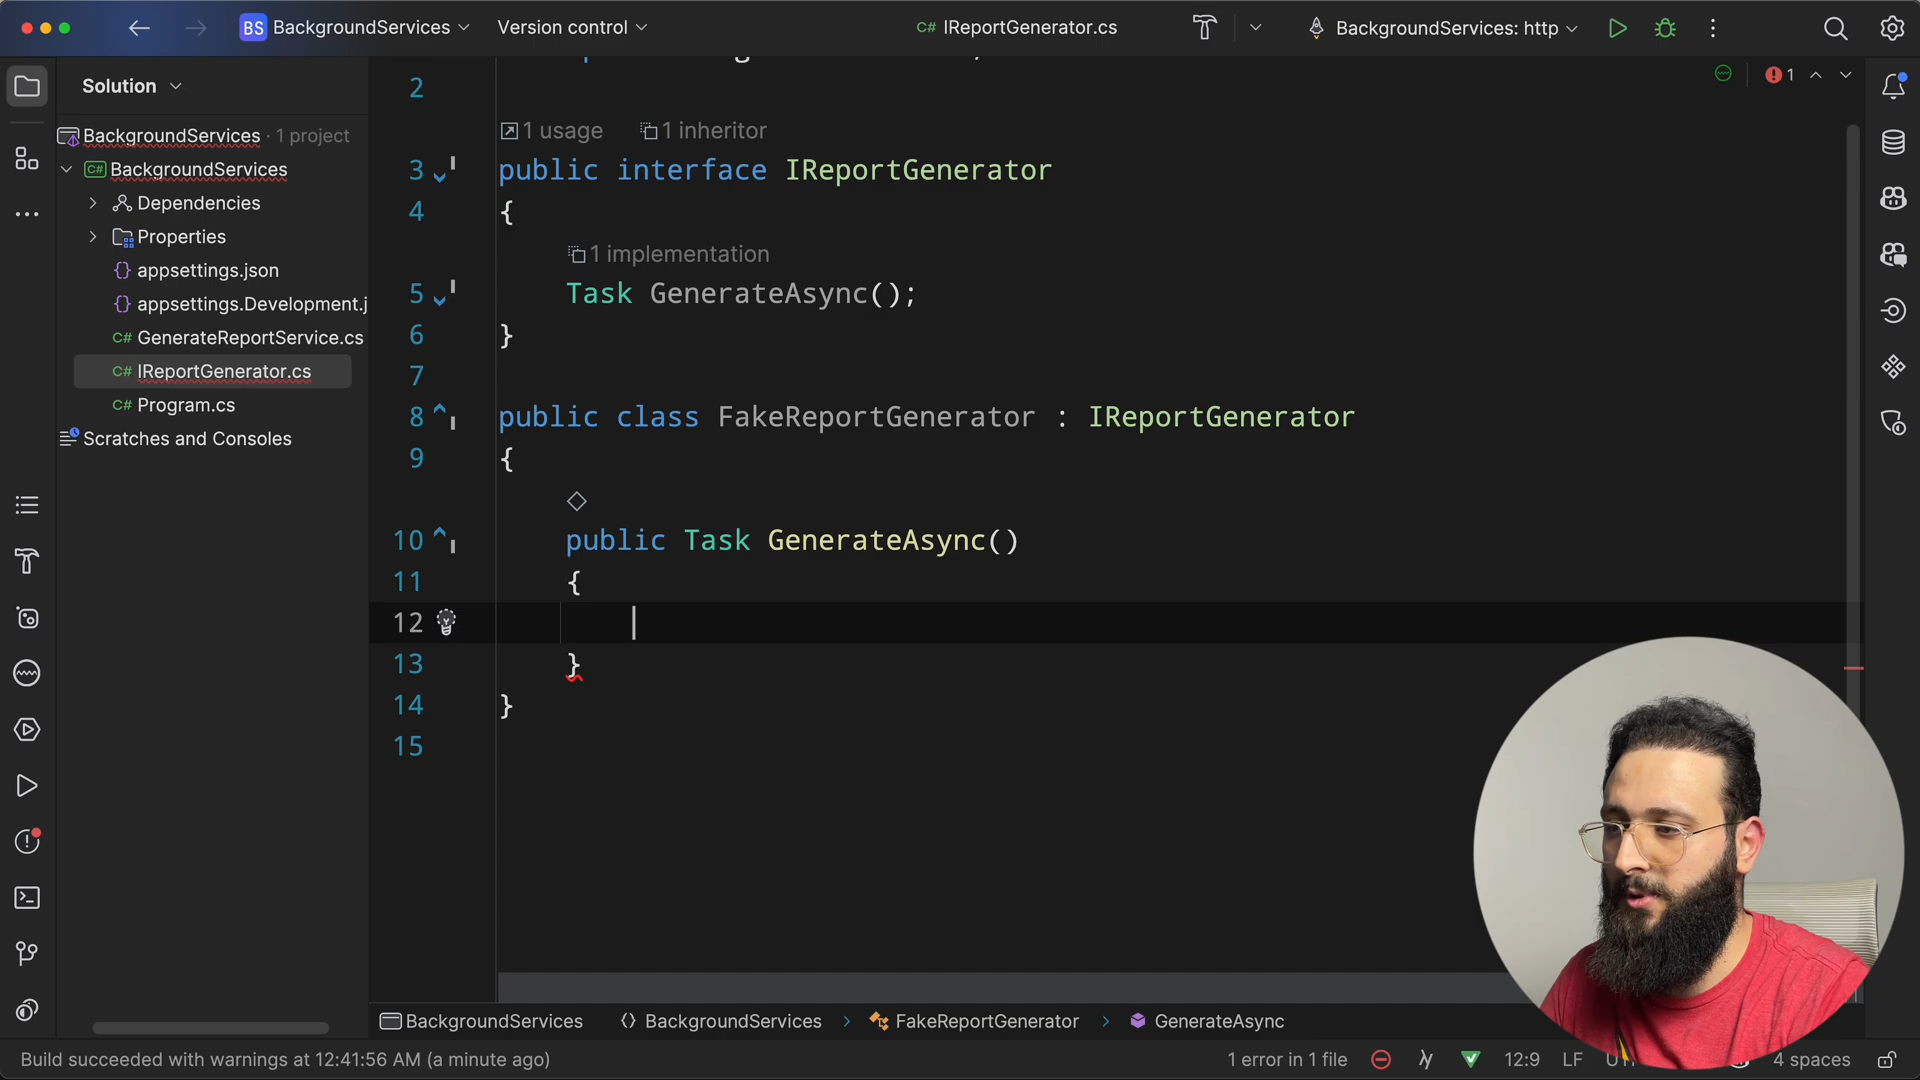 BS BackgroundServices
Version control
C# IReportGenerator.cs
BackgroundServices: http
Solution
BackgroundServices · 1 project
C# BackgroundServices
Dependencies
Properties
{} appsettings.json
{} appsettings.Development.j
C# GenerateReportService.cs
C# IReportGenerator.cs
C# Program.cs
Scratches and Consoles
1
2
1 usage 1 inheritor
3 public interface IReportGenerator
4 {
1 implementation
5 Task GenerateAsync();
6 }
7
8 public class FakeReportGenerator : IReportGenerator
9 {
10 public Task GenerateAsync()
11 {
12
13 }
14 }
15
BackgroundServices
BackgroundServices
FakeReportGenerator
GenerateAsync
Build succeeded with warnings at 12:41:56 AM (a minute ago)
1 error in 1 file
12:9
LF
4 spaces